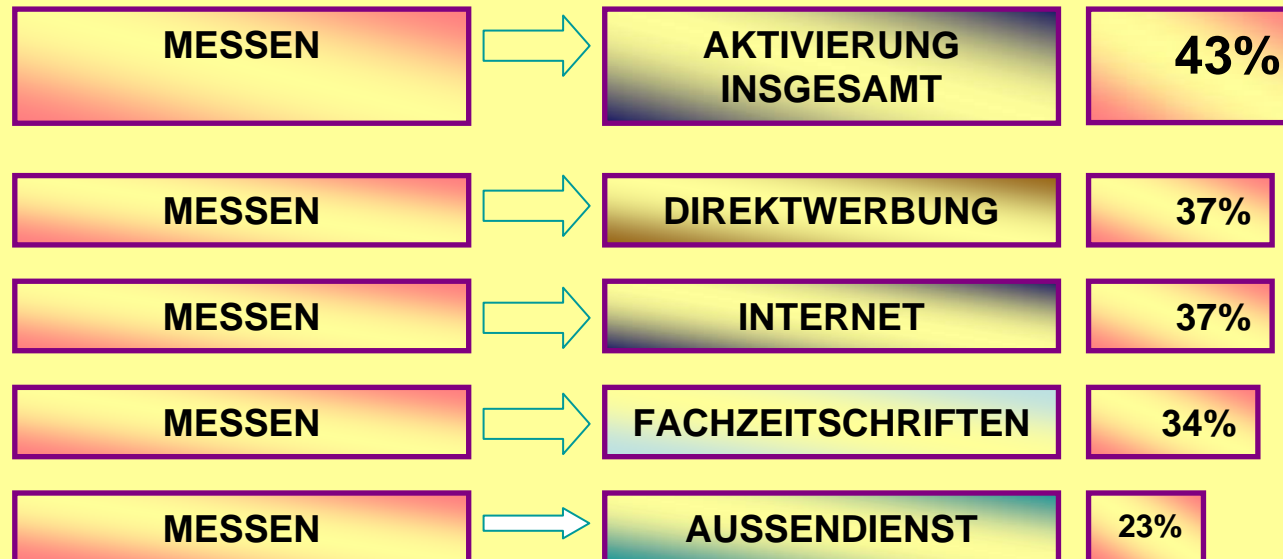 MESSEN AKTIVIERUNG 43%
INSGESAMT
MESSEN DIREKTWERBUNG 37%
MESSEN INTERNET 37%
MESSEN FACHZEITSCHRIFTEN 34%
MESSEN AUSSENDIENST 23%